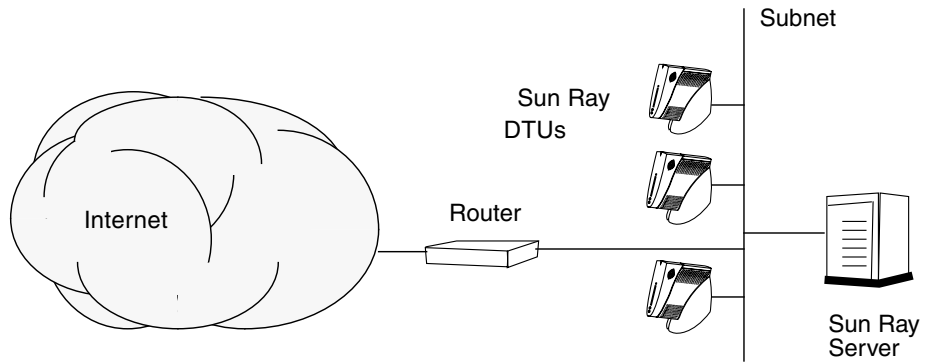 Subnet
Sun Ray
DTUs
Router
Internet
Sun Ray
Server